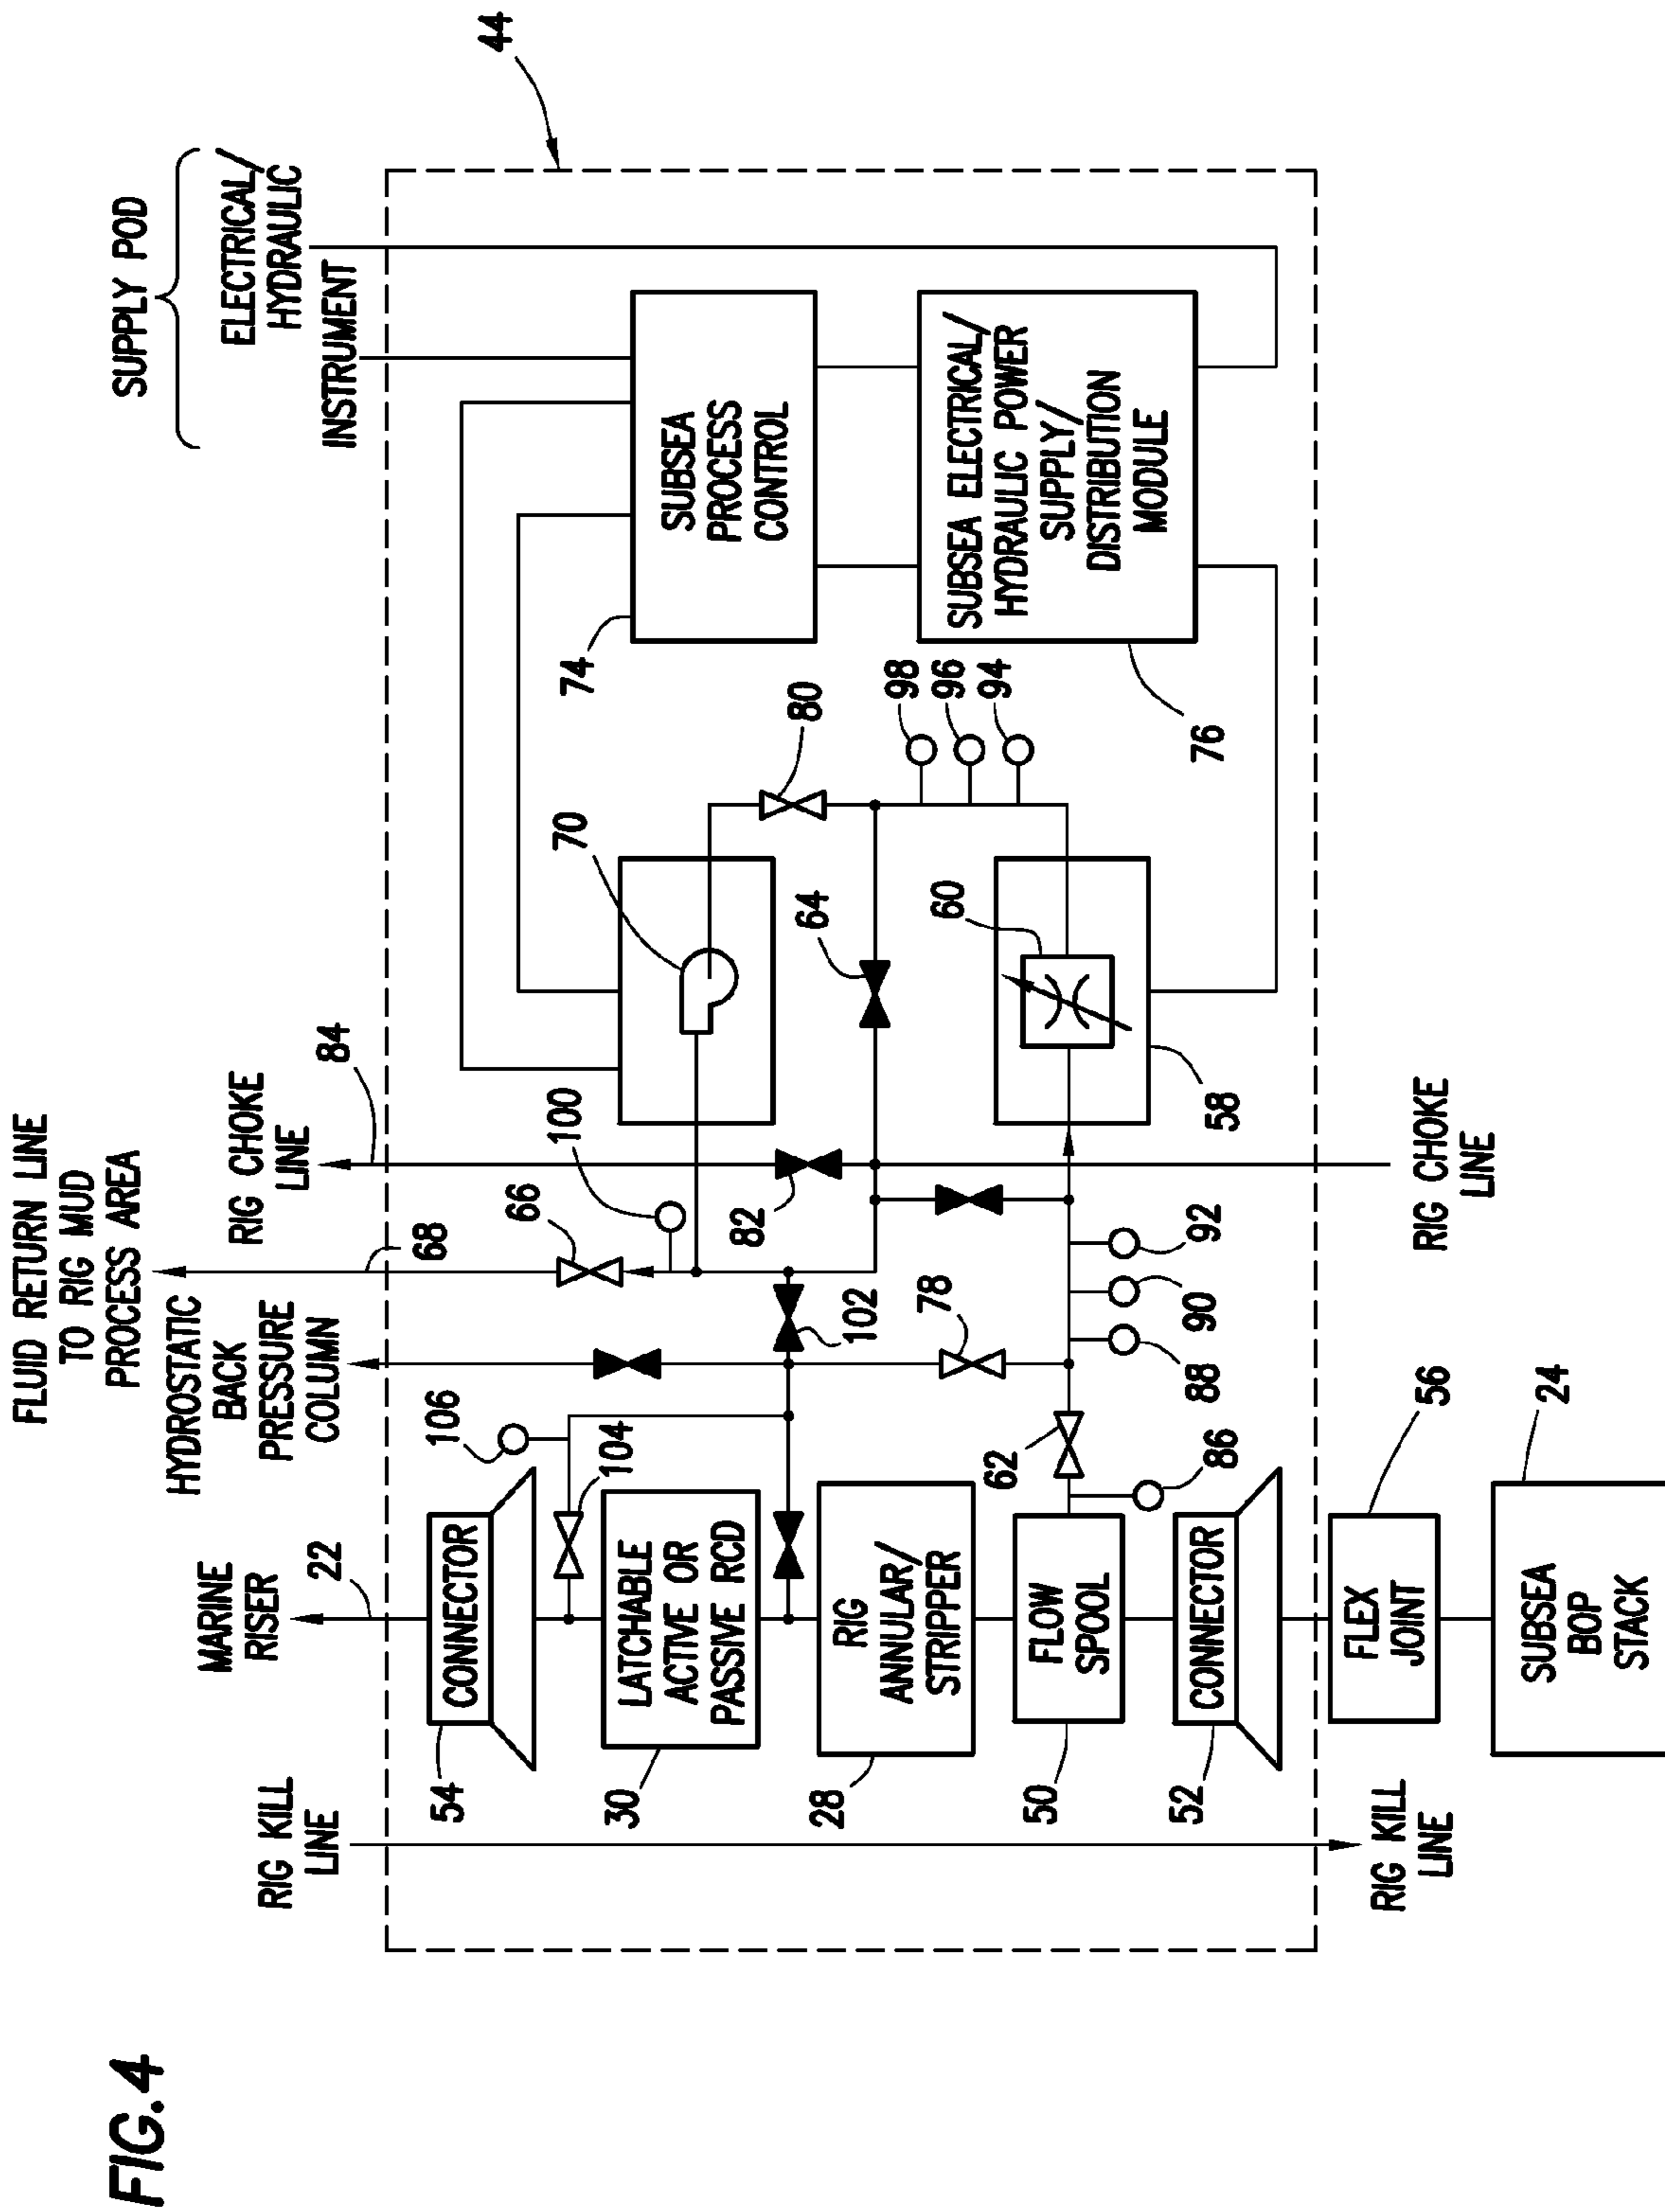 FIG.4
FLUID RETURN LINE
TO RIG MUD
PROCESS AREA
SUPPLY POD
ELECTRICAL/
HYDRAULIC
INSTRUMENT
44
RIG KILL
LINE
MARINE
RISER
22
HYDROSTATIC
BACK
PRESSURE
COLUMN
68
RIG CHOKE
LINE
84
54
CONNECTOR
106
104
66
100
30
LATCHABLE
ACTIVE OR
PASSIVE RCD
102
82
70
80
74
SUBSEA
PROCESS
CONTROL
28
RIG
ANNULAR/
STRIPPER
78
64
98
96
94
SUBSEA ELECTRICAL/
HYDRAULIC POWER
SUPPLY/
DISTRIBUTION
MODULE
76
50
FLOW
SPOOL
62
86
88
90
92
60
58
52
CONNECTOR
RIG KILL
LINE
FLEX
JOINT
56
RIG CHOKE
LINE
SUBSEA
BOP
STACK
24